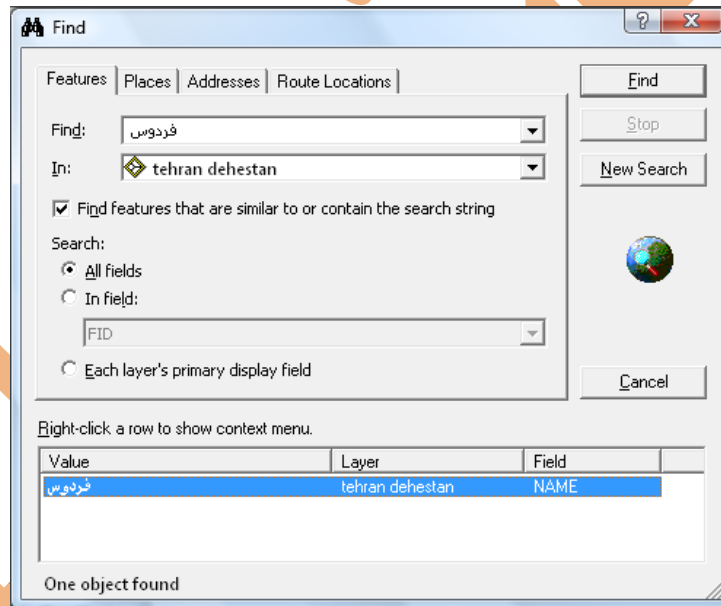 Find
Features Places Addresses Route Locations
Find: فردوس
In: tehran dehestan
Find features that are similar to or contain the search string
Search:
All fields
In field:
FID
Each layer's primary display field
Find
Stop
New Search
Cancel
Right-click a row to show context menu.
Value Layer Field
فردوس tehran dehestan NAME
One object found